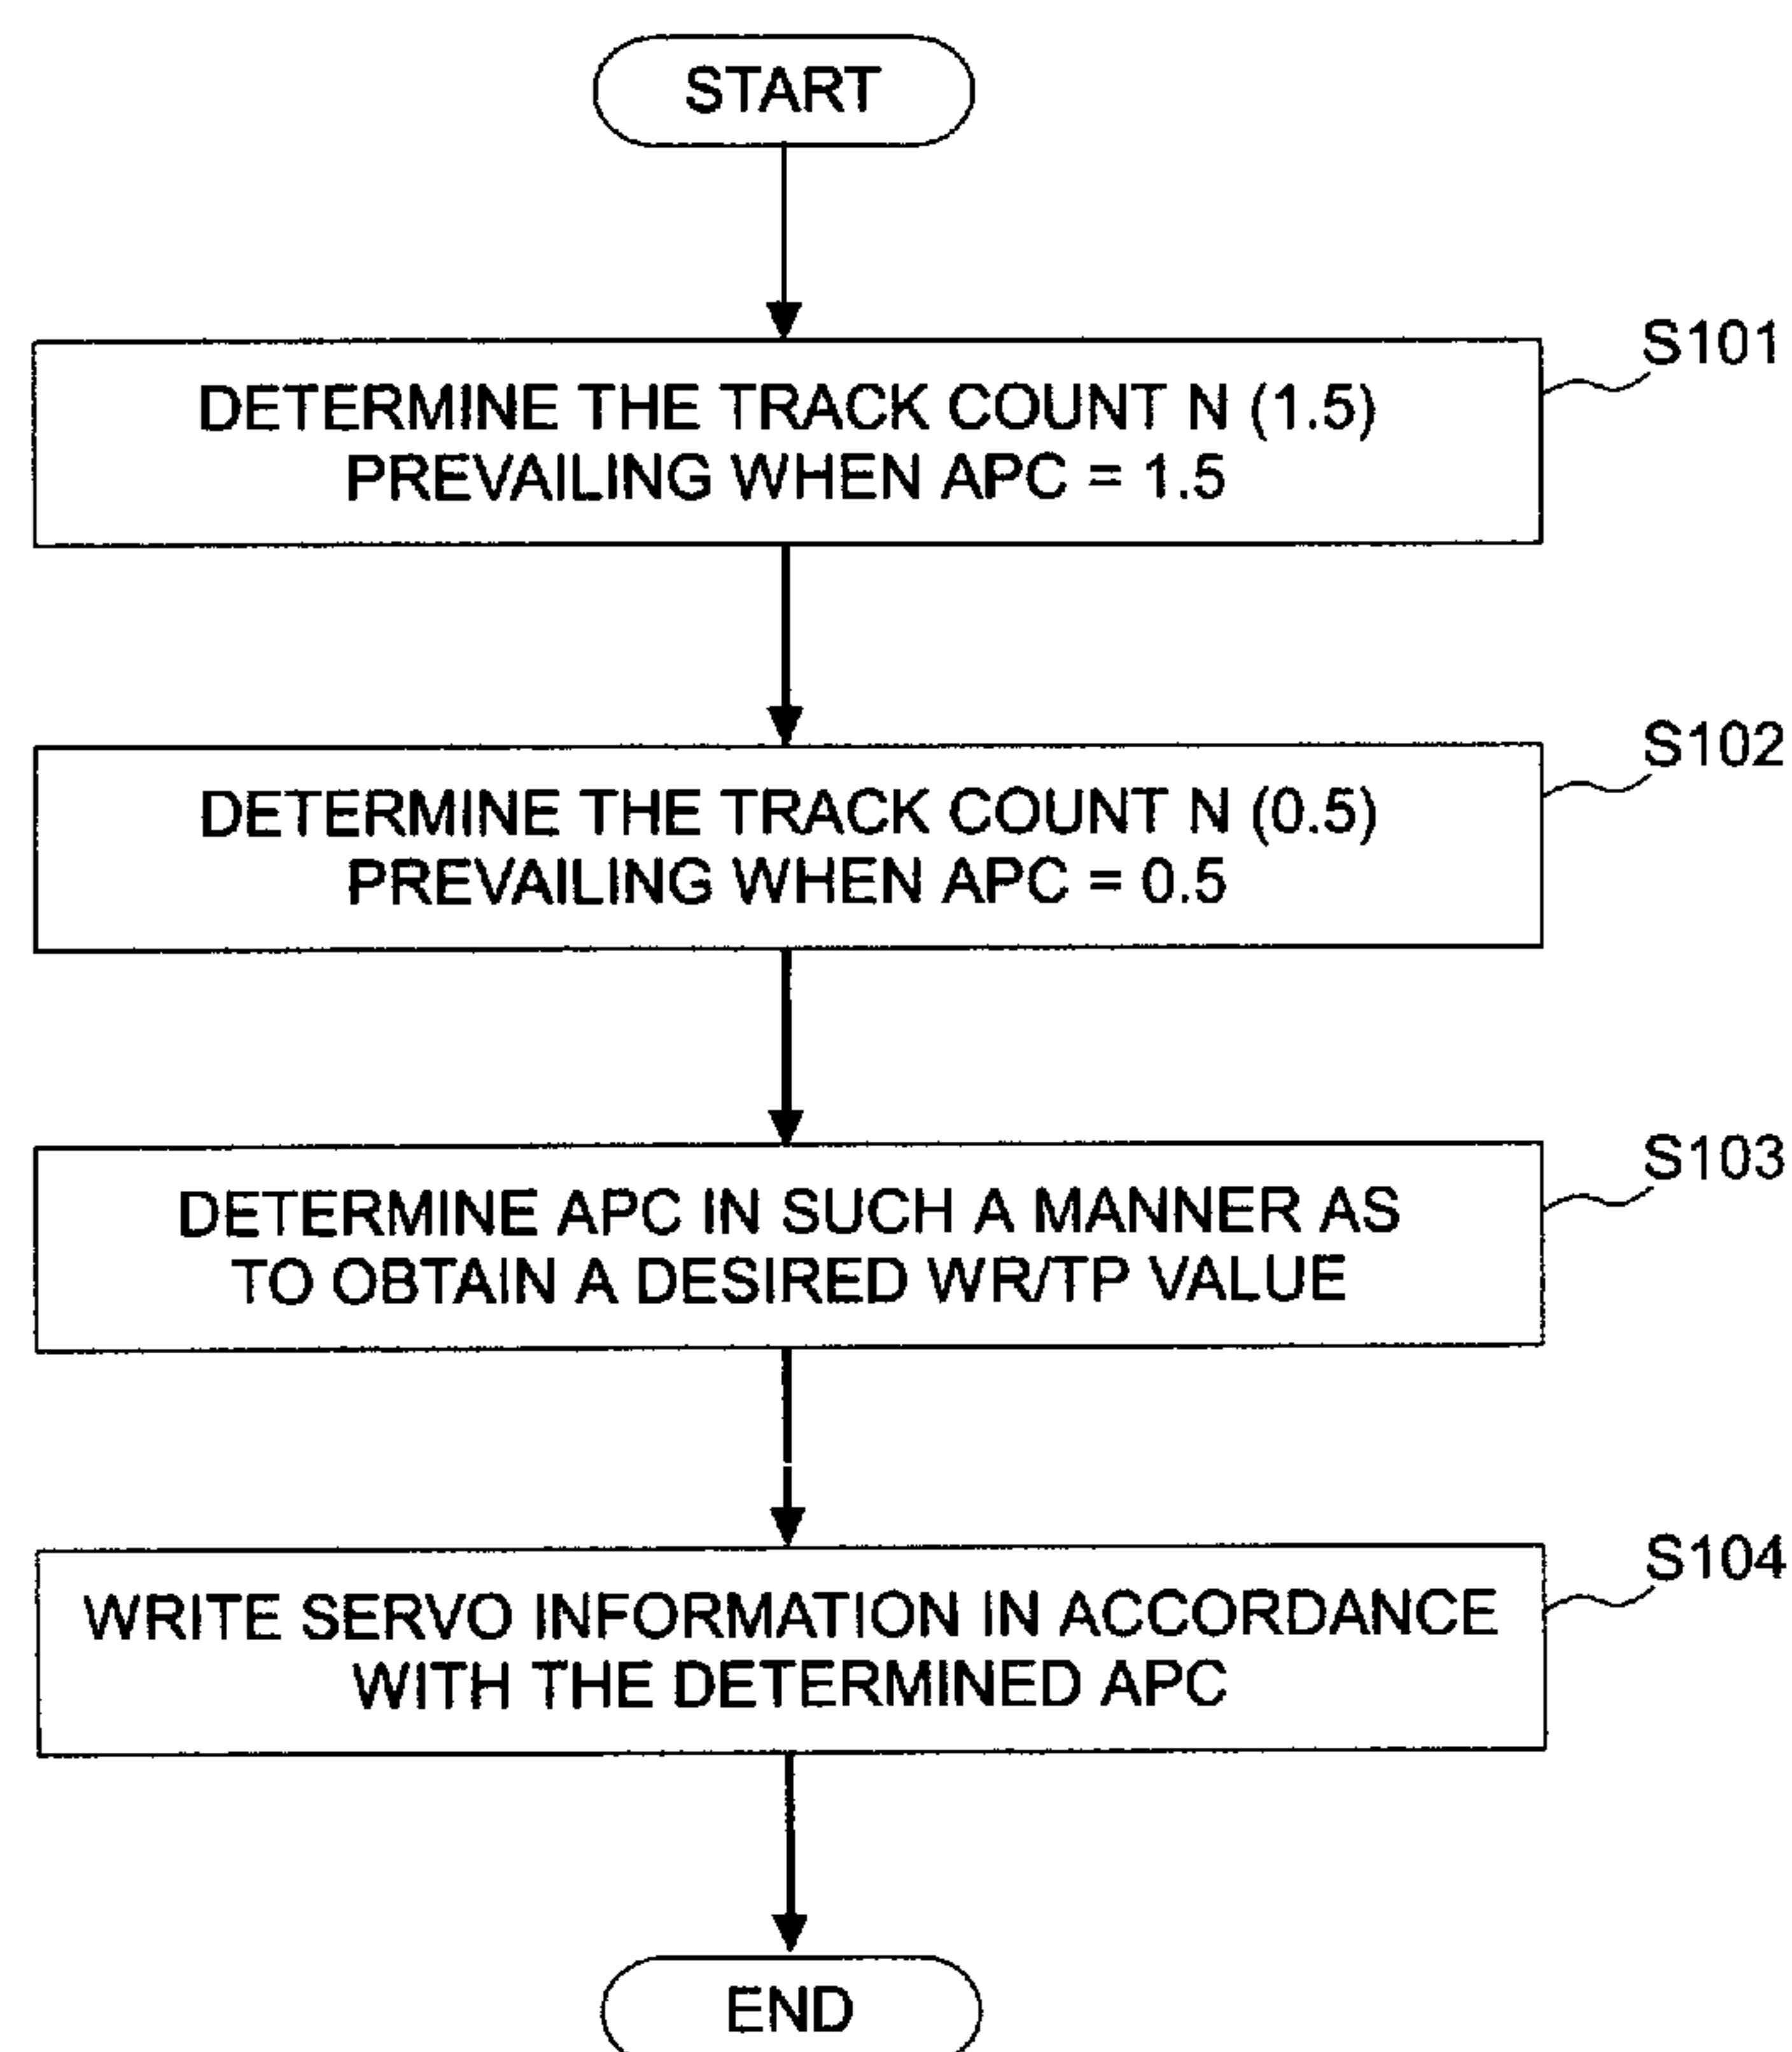 START
S101
DETERMINE THE TRACK COUNT N (1.5)
PREVAILING WHEN APC = 1.5
S102
DETERMINE THE TRACK COUNT N (0.5)
PREVAILING WHEN APC = 0.5
S103
DETERMINE APC IN SUCH A MANNER AS
TO OBTAIN A DESIRED WR/TP VALUE
S104
WRITE SERVO INFORMATION IN ACCORDANCE
WITH THE DETERMINED APC
END